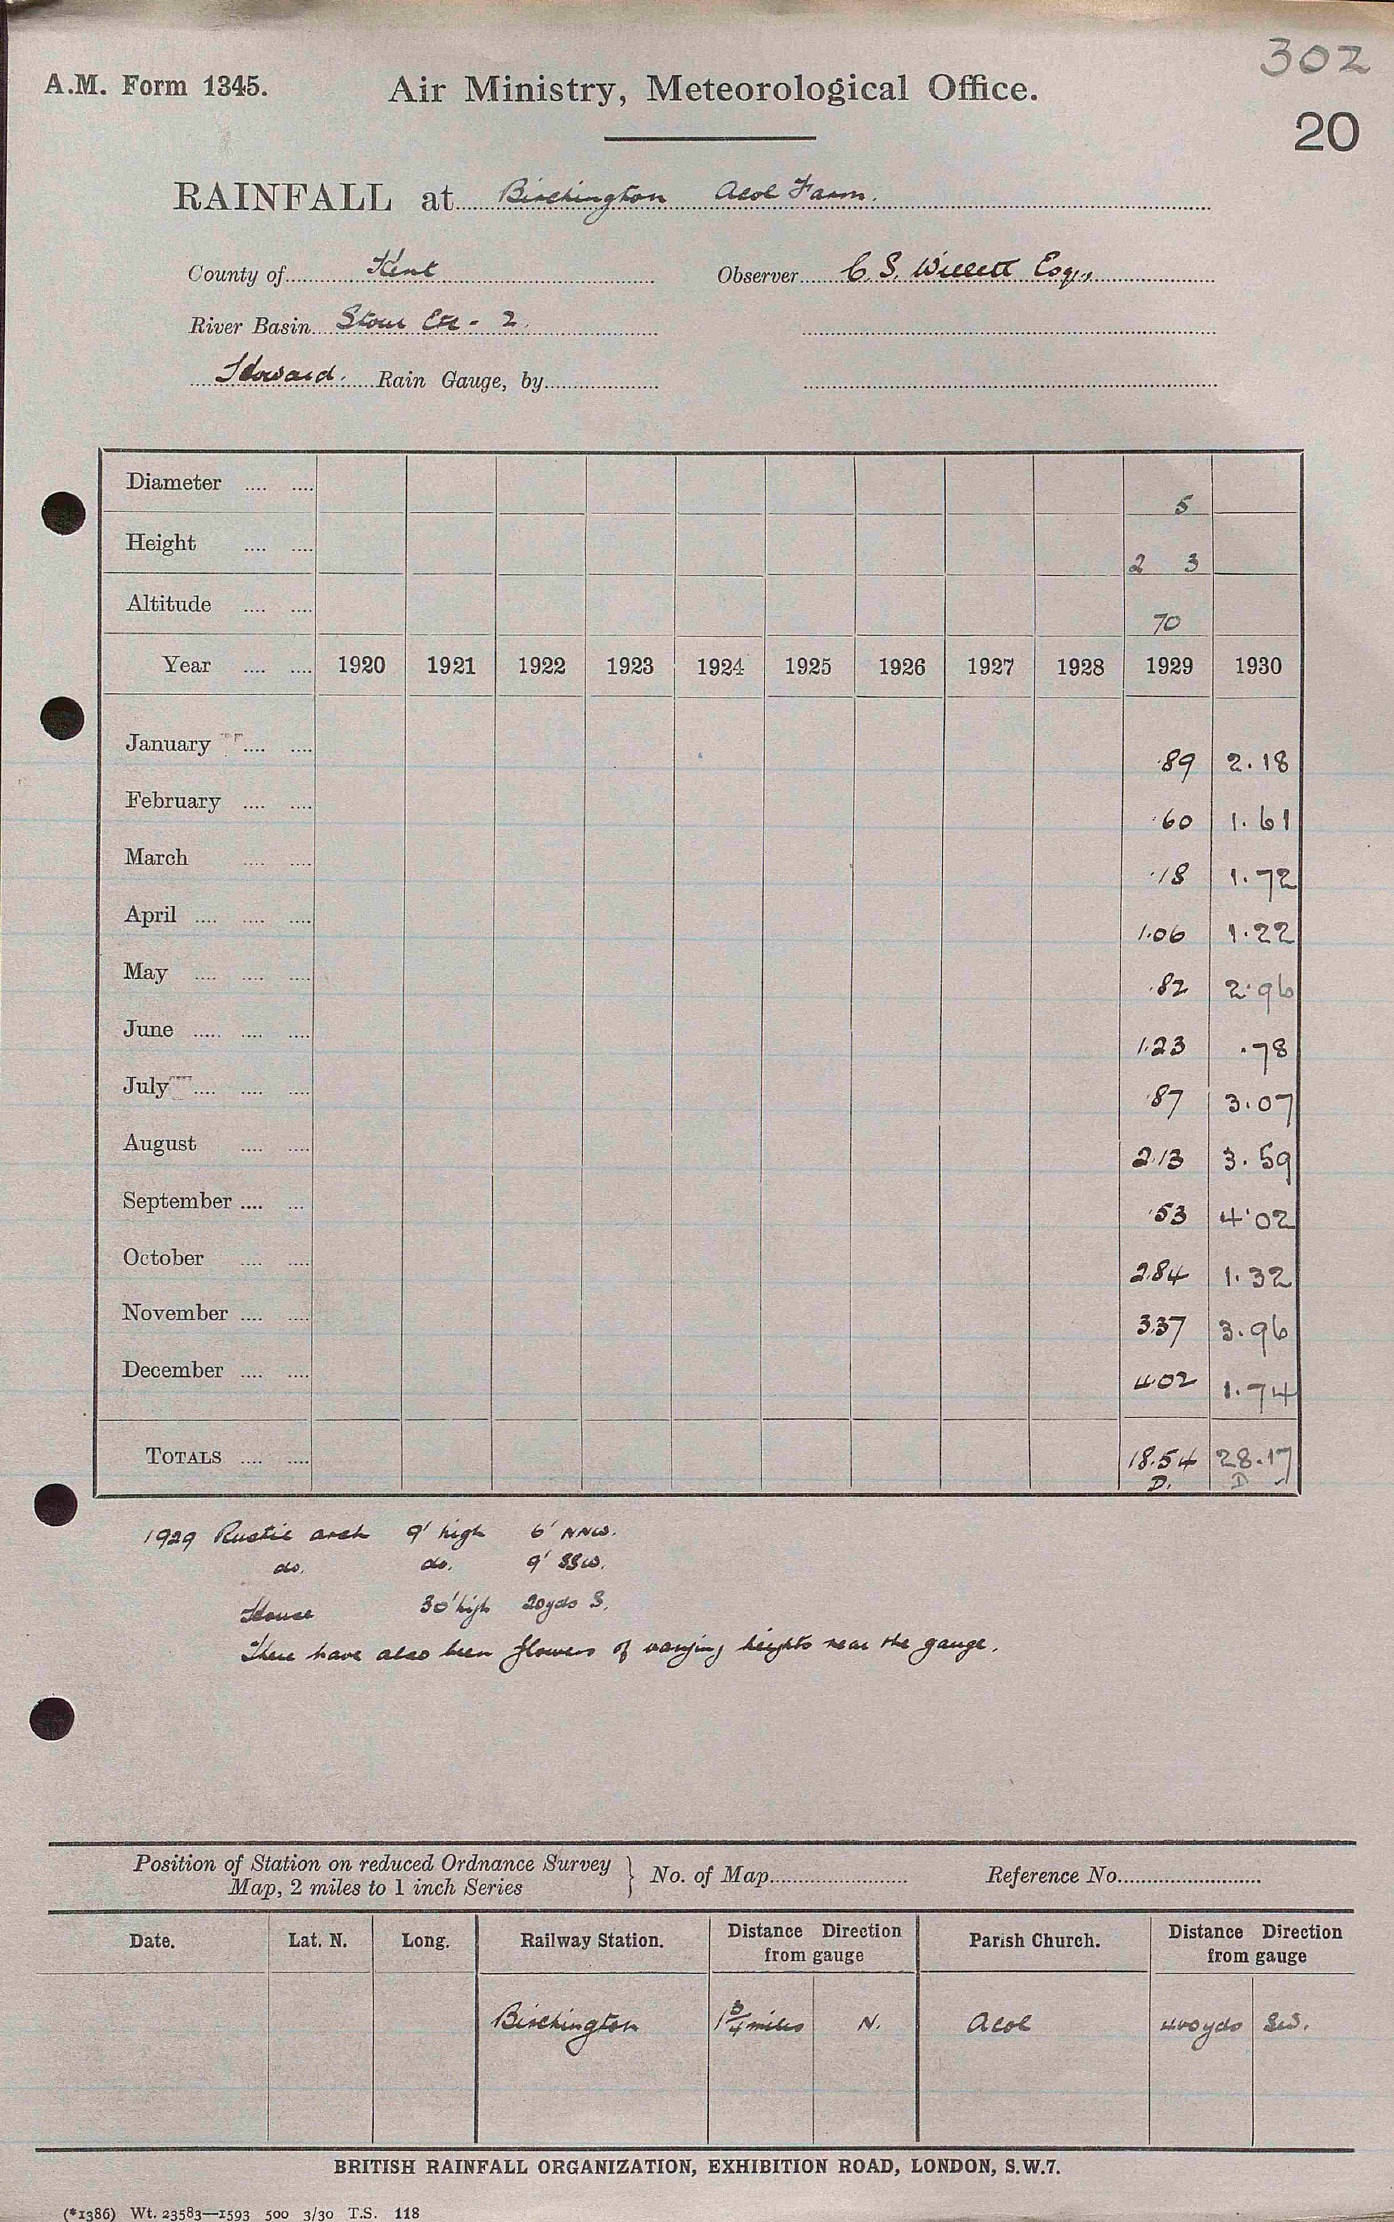 302
A.M. Form 1345. Air Ministry, Meteorological Office.
20
RAINFALL at Birchington Acol Farm.
County of Kent Observer C. S. Willett Esq.,
River Basin Stour Etc - 2.
Howard. Rain Gauge, by
Diameter .... .... 5
Height .... .... 2 3
Altitude .... .... 70
Year .... .... 1920 1921 1922 1923 1924 1925 1926 1927 1928 1929 1930
January .... .... .89 2.18
February .... .... .60 1.61
March .... .... .18 1.72
April .... .... .... 1.06 1.22
May .... .... .... .82 2.96
June .... .... .... 1.23 .78
July .... .... .... .87 3.07
August .... .... 2.13 3.59
September .... ... .53 4.02
October .... .... 2.84 1.32
November .... .... 3.37 3.96
December .... .... 4.02 1.74
TOTALS .... .... 18.54 28.17
D. D
1929 Rustic arch 9' high 6' NNW.
do. do. 9' SSW.
House 30' high 20yds S.
There have also been flowers of varying heights near the gauge.
Position of Station on reduced Ordnance Survey Map, 2 miles to 1 inch Series } No. of Map Reference No.
Date. Lat. N. Long. Railway Station. Distance Direction from gauge Parish Church. Distance Direction from gauge
Birchington 1 3/4 miles N. Acol 400yds SW.
BRITISH RAINFALL ORGANIZATION, EXHIBITION ROAD, LONDON, S.W.7.
(*1386) Wt. 23583—1593 500 3/30 T.S. 118